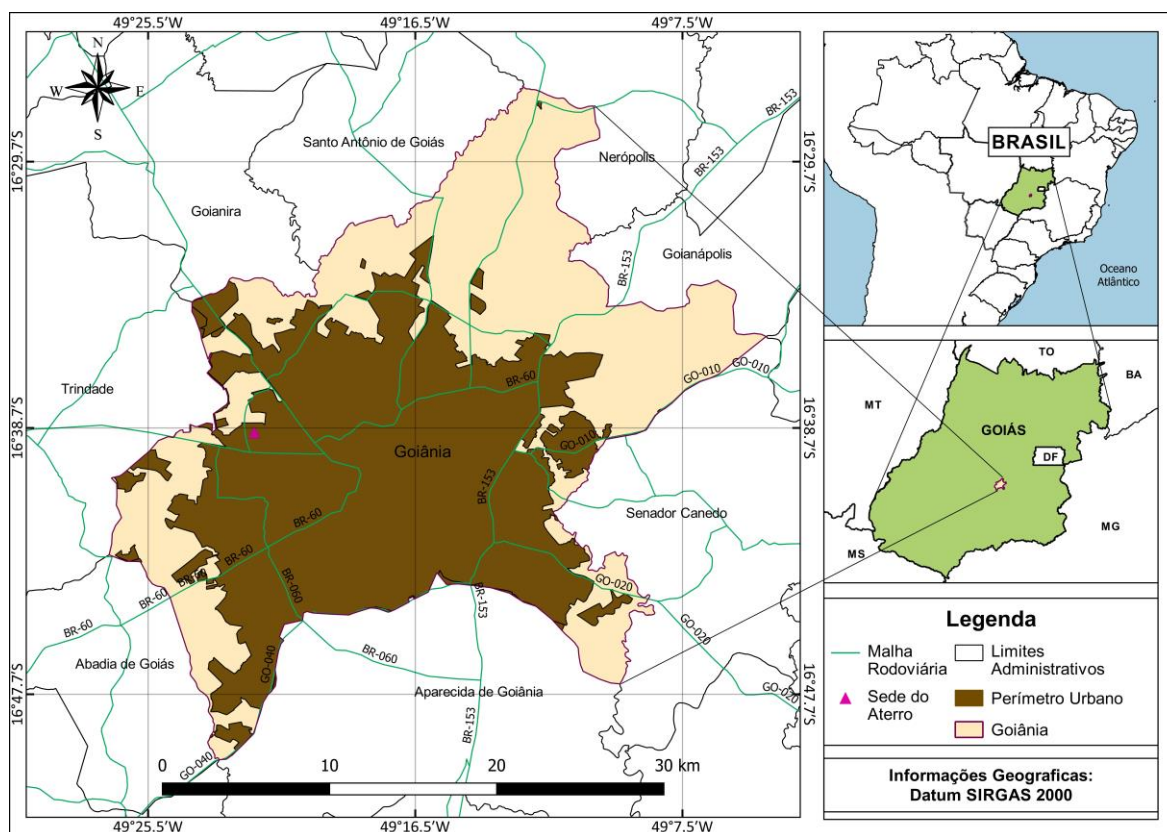 49°25.5'W
49°16.5'W
49°7.5'W
N
W
E
S
16°29.7'S
16°29.7'S
16°38.7'S
16°38.7'S
16°47.7'S
16°47.7'S
Santo Antônio de Goiás
Nerópolis
BR-153
BR-153
Goianira
Goianápolis
BR-153
Trindade
BR-60
GO-010
GO-010
Goiânia
GO-010
BR-153
Senador Canedo
BR-60
BR-60
BR-60
BR-60
BR-60
BR-060
GO-020
BR-153
GO-020
Abadia de Goiás
GO-040
BR-060
Aparecida de Goiânia
GO-020
BR-153
GO-040
0 10 20 30 km
49°25.5'W
49°16.5'W
49°7.5'W
BRASIL
Oceano
Atlântico
TO
BA
MT
GOIÁS
DF
MG
MS
Legenda
Malha
Rodoviária
Limites
Administrativos
Sede do
Aterro
Perímetro Urbano
Goiânia
Informações Geograficas:
Datum SIRGAS 2000